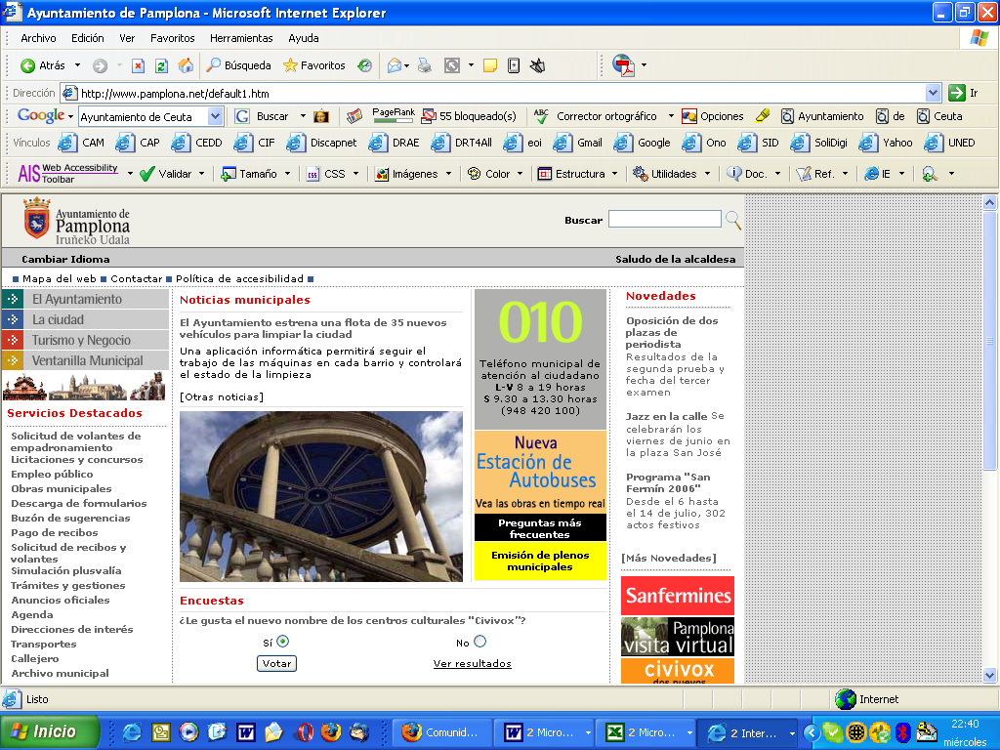 Ayuntamiento de Pamplona - Microsoft Internet Explorer
Archivo Edición Ver Favoritos Herramientas Ayuda
Atrás Búsqueda Favoritos
Dirección http://www.pamplona.net/default1.htm Ir
Google Ayuntamiento de Ceuta G Buscar PageRank 55 bloqueado(s) ABC Corrector ortográfico Opciones Ayuntamiento de Ceuta
Vínculos CAM CAP CEDD CIF Discapnet DRAE DRT4All eoi Gmail Google Ono SID SoliDigi Yahoo UNED
AIS Web Accessibility Toolbar Validar Tamaño CSS Imágenes Color Estructura Utilidades Doc. Ref. IE
Ayuntamiento de
Pamplona
Iruñeko Udala
Buscar
Cambiar Idioma
Saludo de la alcaldesa
Mapa del web Contactar Política de accesibilidad
El Ayuntamiento
La ciudad
Turismo y Negocio
Ventanilla Municipal
Servicios Destacados
Solicitud de volantes de
empadronamiento
Licitaciones y concursos
Empleo público
Obras municipales
Descarga de formularios
Buzón de sugerencias
Pago de recibos
Solicitud de recibos y
volantes
Simulación plusvalía
Trámites y gestiones
Anuncios oficiales
Agenda
Direcciones de interés
Transportes
Callejero
Archivo municipal
Noticias municipales
El Ayuntamiento estrena una flota de 35 nuevos
vehículos para limpiar la ciudad
Una aplicación informática permitirá seguir el
trabajo de las máquinas en cada barrio y controlará
el estado de la limpieza
[Otras noticias]
Encuestas
¿Le gusta el nuevo nombre de los centros culturales "Civivox"?
Sí No
Votar Ver resultados
010
Teléfono municipal de
atención al ciudadano
L-V 8 a 19 horas
S 9.30 a 13.30 horas
(948 420 100)
Nueva
Estación de
Autobuses
Vea las obras en tiempo real
Preguntas más
frecuentes
Emisión de plenos
municipales
Novedades
Oposición de dos
plazas de
periodista
Resultados de la
segunda prueba y
fecha del tercer
examen
Jazz en la calle Se
celebrarán los
viernes de junio en
la plaza San José
Programa "San
Fermín 2006"
Desde el 6 hasta
el 14 de julio, 302
actos festivos
[Más Novedades]
Sanfermines
Pamplona
visita virtual
civivox
dos nuevos
Listo
Internet
Inicio
Comunid...
2 Micro...
2 Micro...
2 Inter...
22:40
miércoles